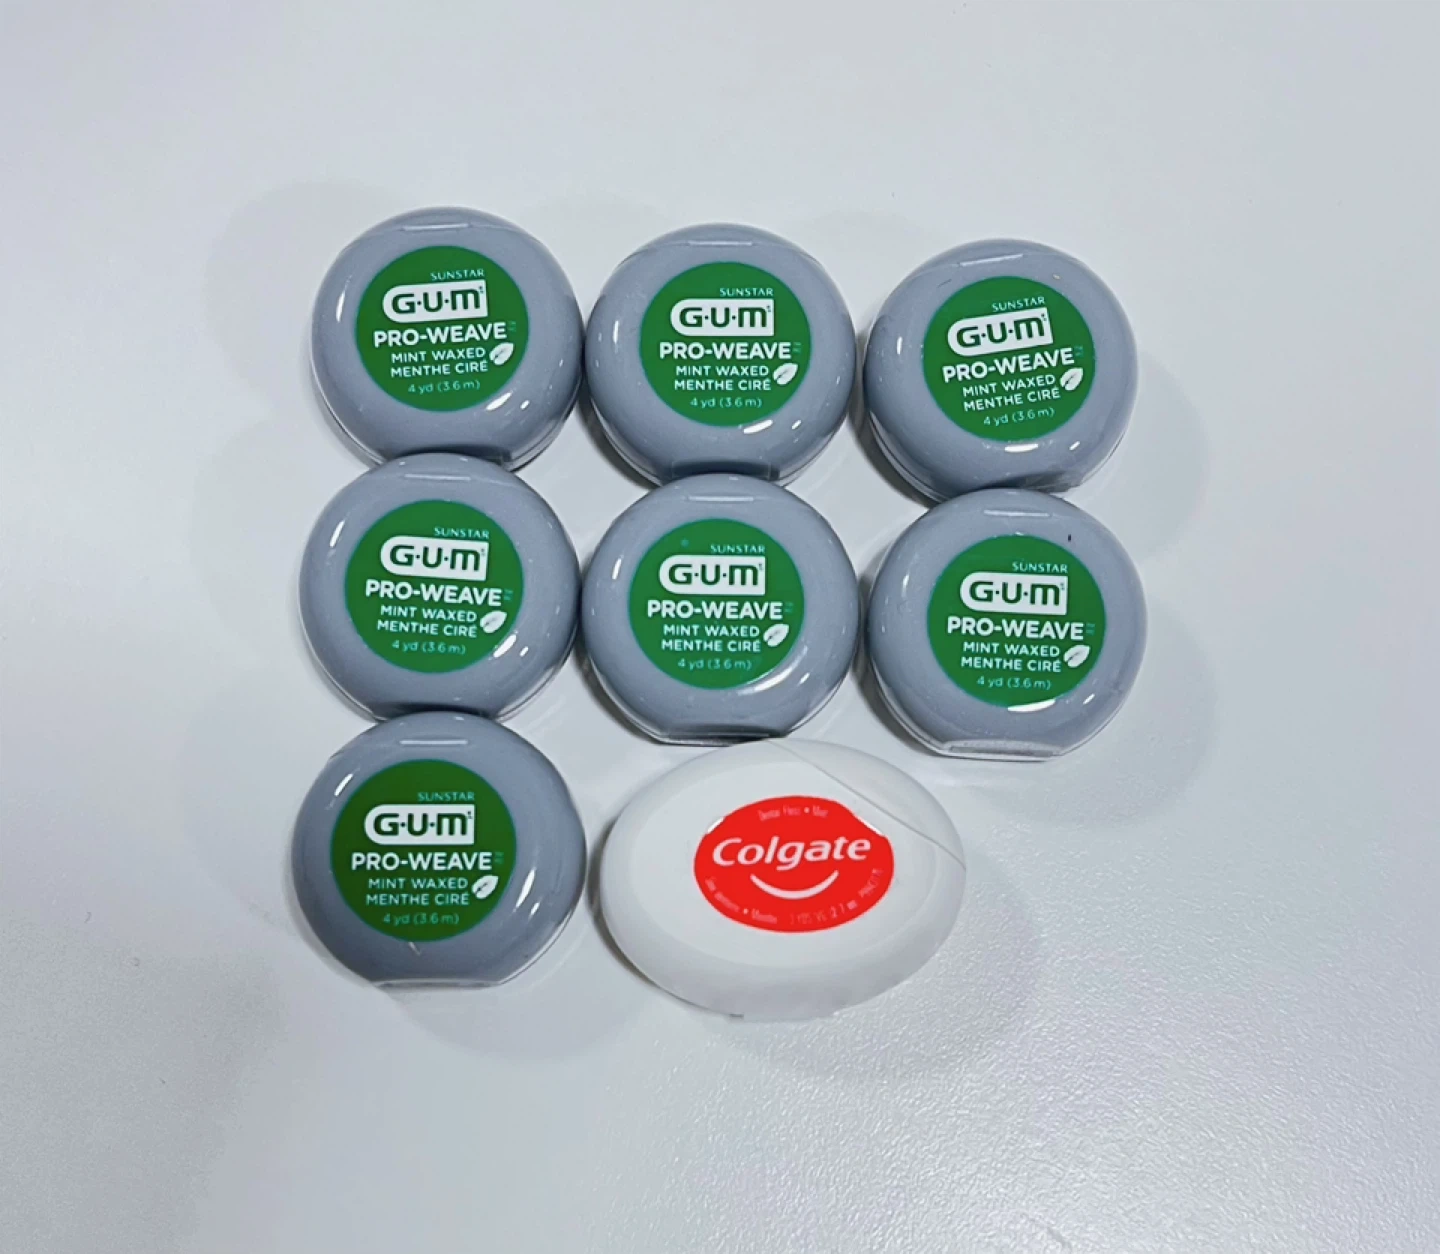 SUNSTAR
G·U·M
PRO-WEAVE
MINT WAXED
MENTHE CIRÉ
4 yd (3.6 m)
SUNSTAR
G·U·M
PRO-WEAVE
MINT WAXED
MENTHE CIRÉ
4 yd (3.6 m)
SUNSTAR
G·U·M
PRO-WEAVE
MINT WAXED
MENTHE CIRÉ
4 yd (3.6 m)
SUNSTAR
G·U·M
PRO-WEAVE
MINT WAXED
MENTHE CIRÉ
4 yd (3.6 m)
SUNSTAR
G·U·M
PRO-WEAVE
MINT WAXED
MENTHE CIRÉ
4 yd (3.6 m)
SUNSTAR
G·U·M
PRO-WEAVE
MINT WAXED
MENTHE CIRÉ
4 yd (3.6 m)
SUNSTAR
G·U·M
PRO-WEAVE
MINT WAXED
MENTHE CIRÉ
4 yd (3.6 m)
Dental Floss • Mint
Colgate
• Menthe